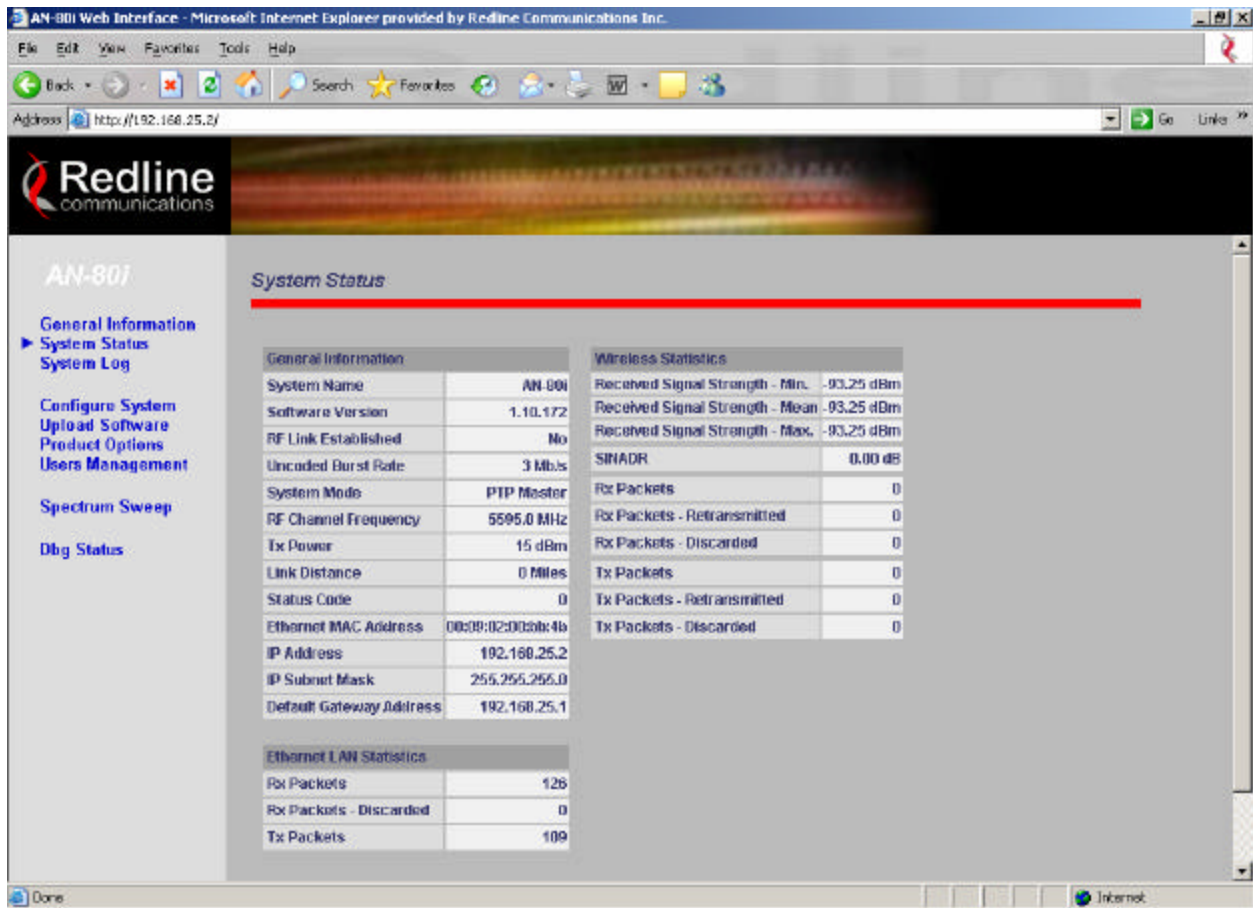 AN-80i Web Interface - Microsoft Internet Explorer provided by Redline Communications Inc.
File Edit View Favorites Tools Help
Back Search Favorites
Address http://192.168.25.2/ Go Links »
Redline
communications
AN-80i
General Information
System Status
System Log
Configure System
Upload Software
Product Options
Users Management
Spectrum Sweep
Dbg Status
System Status
General Information
System Name AN-80i
Software Version 1.10.172
RF Link Established No
Uncoded Burst Rate 3 Mb/s
System Mode PTP Master
RF Channel Frequency 5595.0 MHz
Tx Power 15 dBm
Link Distance 0 Miles
Status Code 0
Ethernet MAC Address
IP Address 192.168.25.2
IP Subnet Mask 255.255.255.0
Default Gateway Address 192.168.25.1
Ethernet LAN Statistics
Rx Packets 126
Rx Packets - Discarded 0
Tx Packets 109
Wireless Statistics
Received Signal Strength - Min. -93.25 dBm
Received Signal Strength - Mean -93.25 dBm
Received Signal Strength - Max. -93.25 dBm
SINADR 0.00 dB
Rx Packets 0
Rx Packets - Retransmitted 0
Rx Packets - Discarded 0
Tx Packets 0
Tx Packets - Retransmitted 0
Tx Packets - Discarded 0
Done Internet